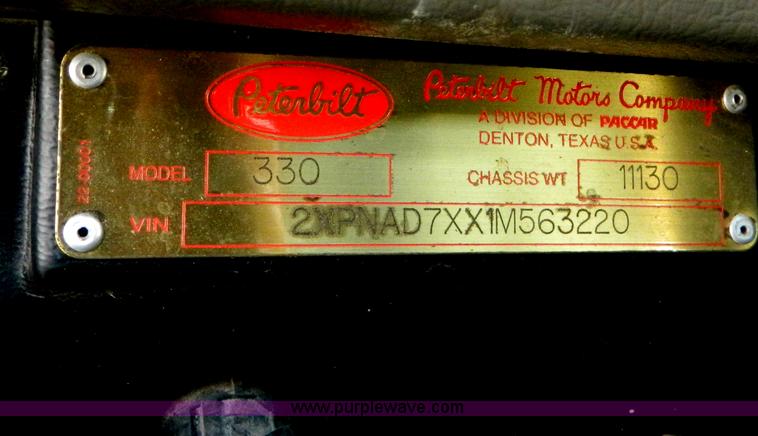 Peterbilt
Peterbilt Motors Company
A DIVISION OF PACCAR
DENTON, TEXAS U.S.A.
MODEL 330
CHASSIS WT 11130
LB
VIN 2XPNAD7XX1M563220
22 00001
www.purplewave.com